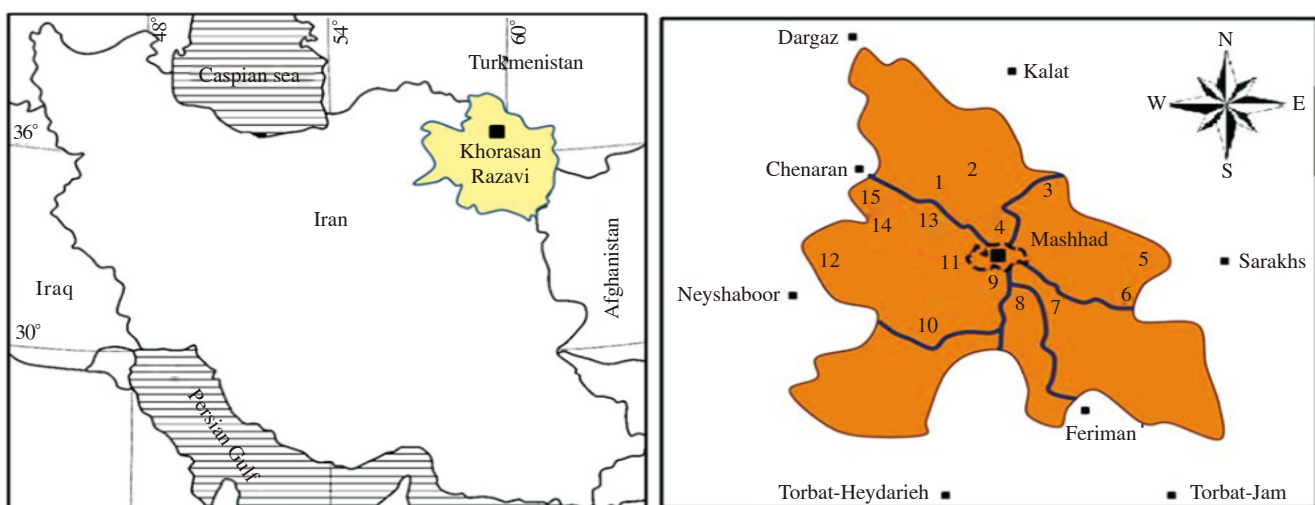 48°
54°
60°
Turkmenistan
Caspian sea
36°
Khorasan
Razavi
Iran
Iraq
Afghanistan
30°
Persian Gulf
Dargaz
Kalat
N
W
E
S
Chenaran
1
2
3
15
14
13
4
Mashhad
12
11
5
Sarakhs
9
6
Neyshaboor
8
7
10
Feriman
Torbat-Heydarieh
Torbat-Jam